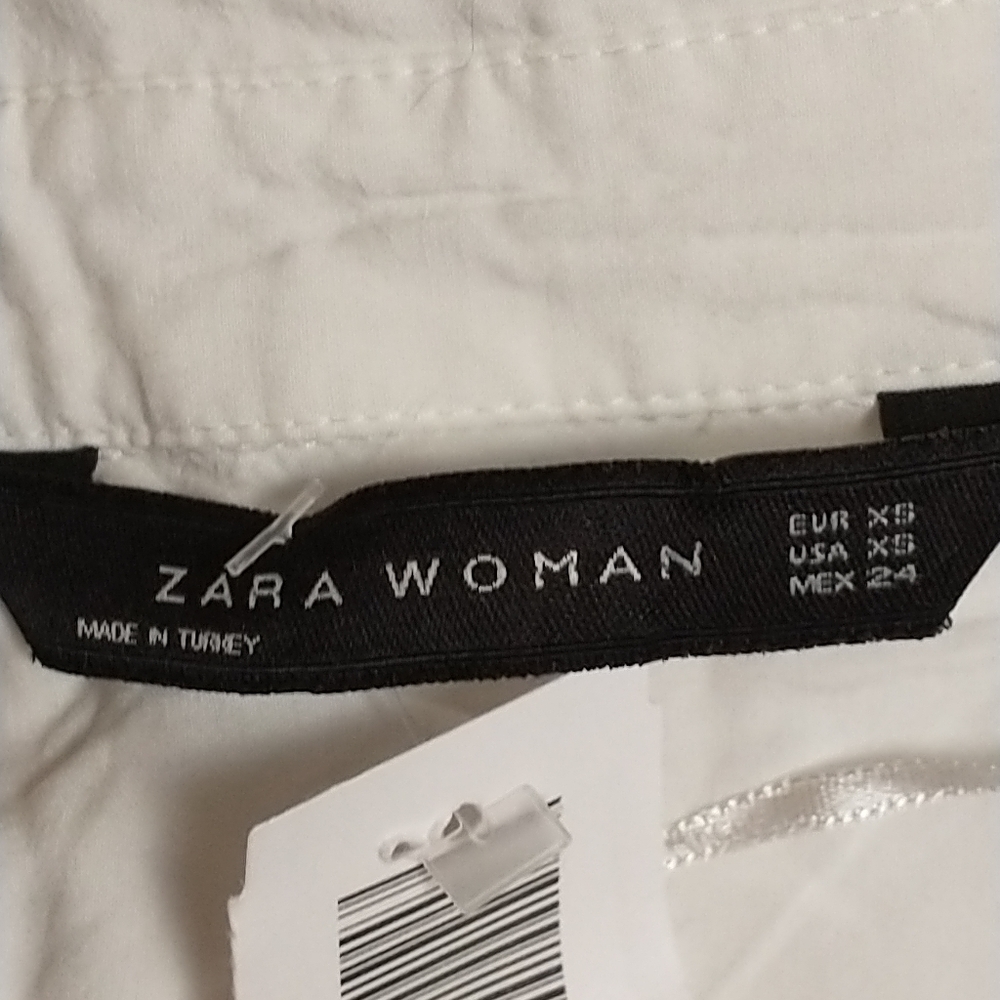 ZARA WOMAN
MADE IN TURKEY
EUR XS
USA XS
MEX 24